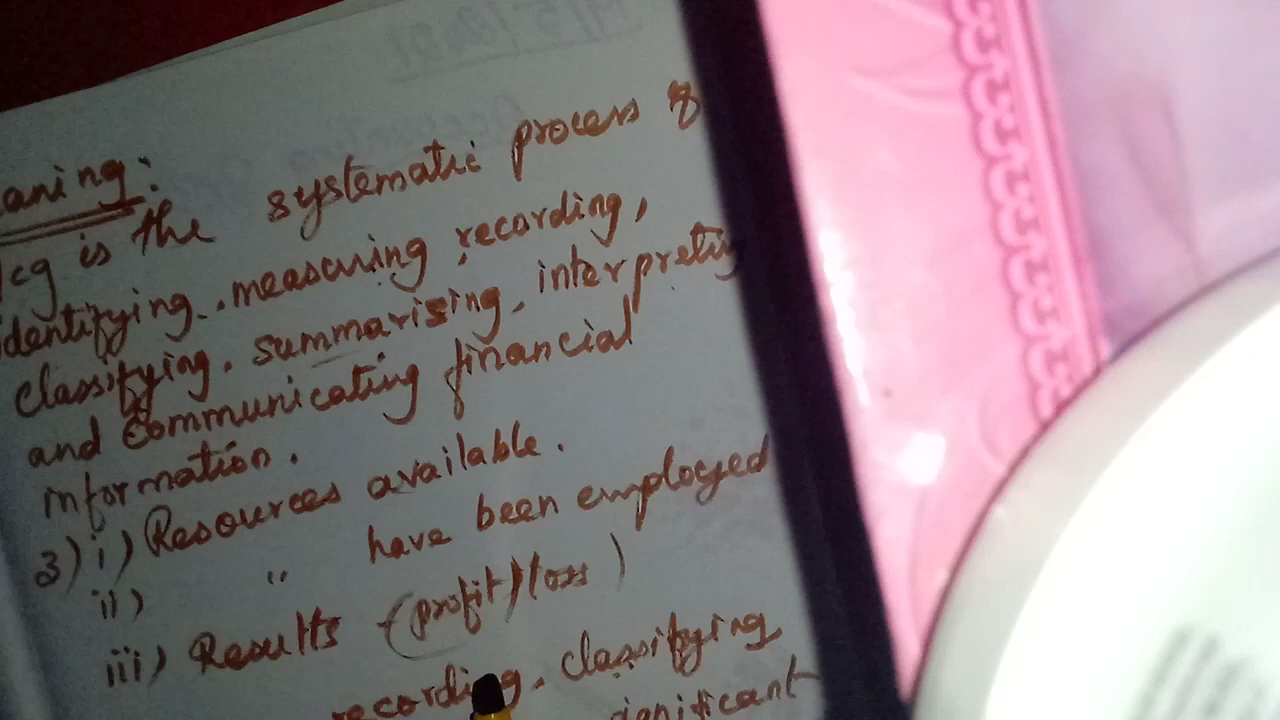 aning:
/cg is the systematic process of
identifying, measuring, recording,
classifying, summarising, interpreting
and communicating financial
information.
3) i) Resources available.
ii) " have been employed
iii) Results (profit/loss)
recording, classifying
significant